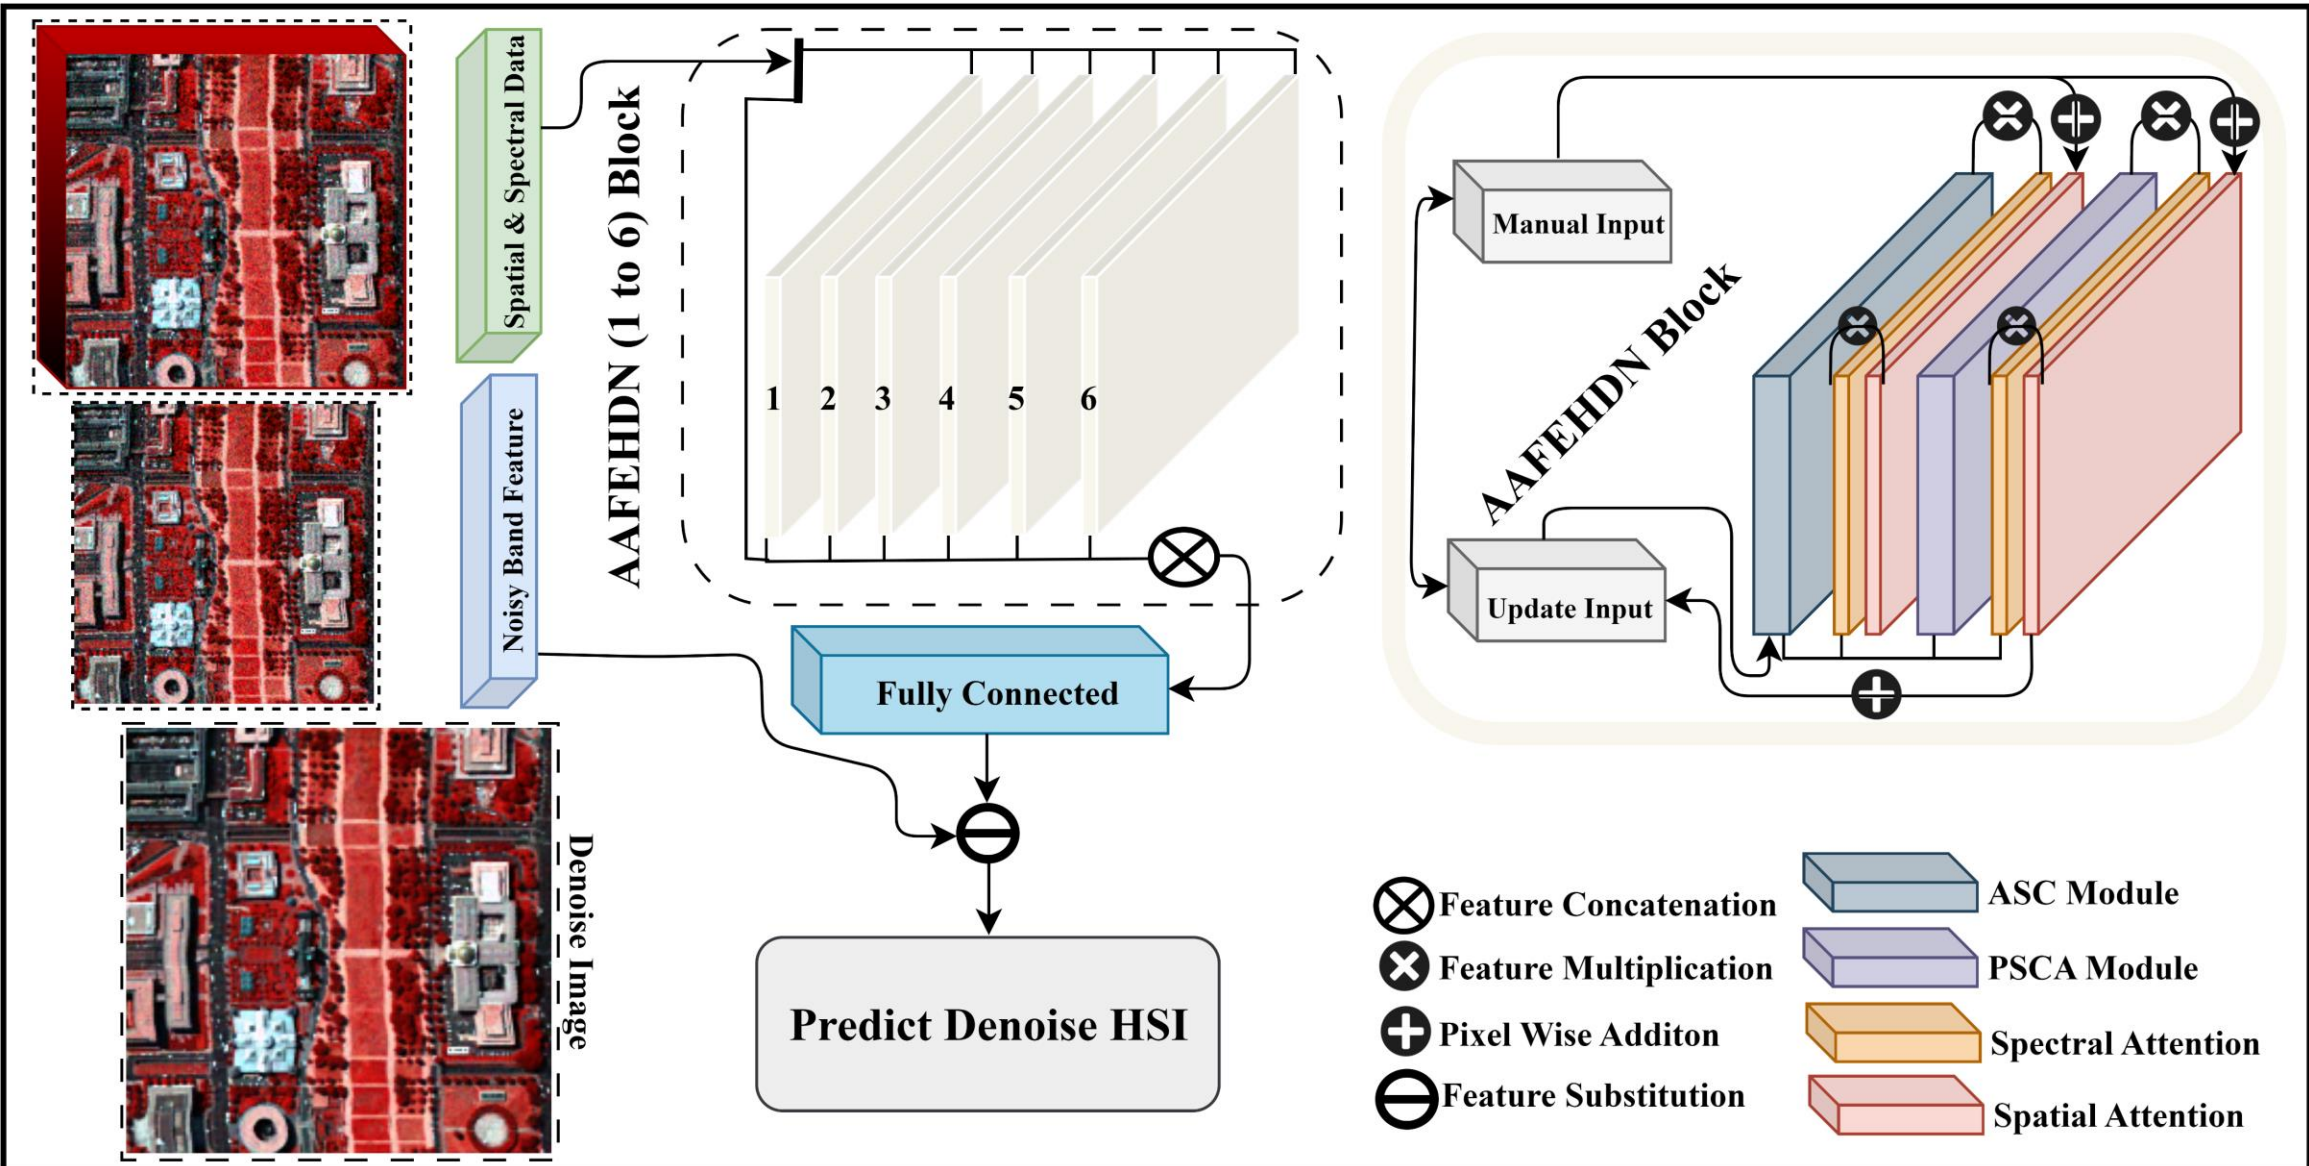 Spatial & Spectral Data
Noisy Band Feature
Denoise Image
AAFEHDN (1 to 6) Block
1
2
3
4
5
6
Fully Connected
Predict Denoise HSI
Manual Input
AAFEHDN Block
Update Input
Feature Concatenation
Feature Multiplication
Pixel Wise Additon
Feature Substitution
ASC Module
PSCA Module
Spectral Attention
Spatial Attention